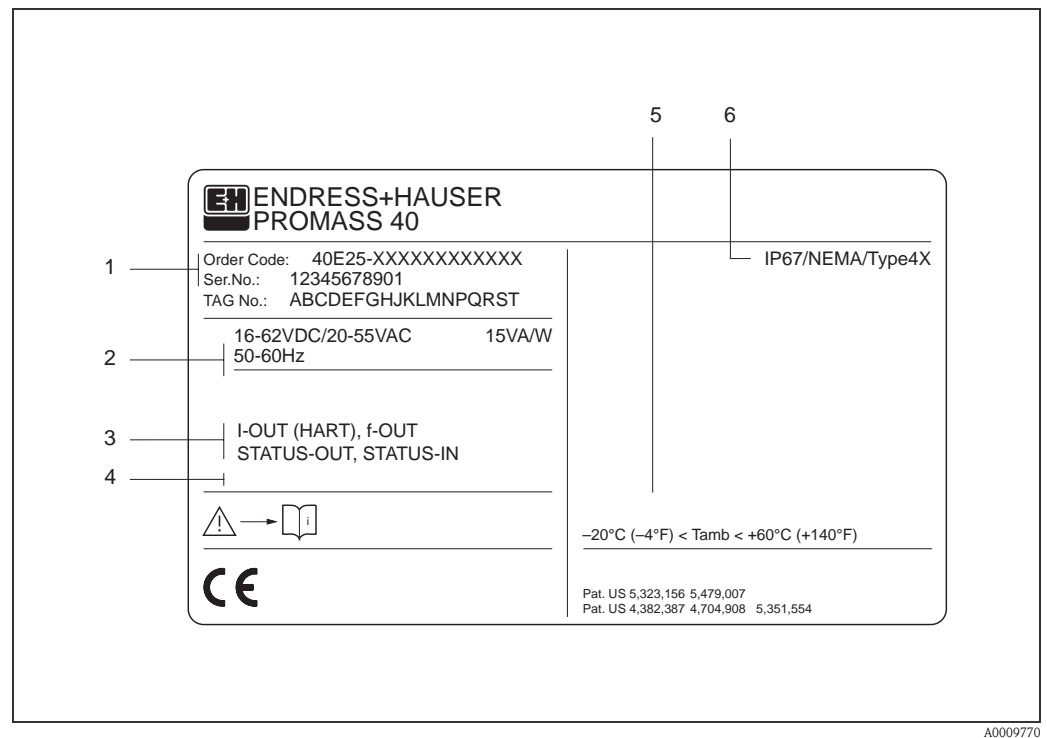 5 6
E+H ENDRESS+HAUSER
PROMASS 40
1
Order Code: 40E25-XXXXXXXXXXXX
Ser.No.: 12345678901
TAG No.: ABCDEFGHJKLMNPQRST
2
16-62VDC/20-55VAC 15VA/W
50-60Hz
3
I-OUT (HART), f-OUT
STATUS-OUT, STATUS-IN
4
! i
CE
IP67/NEMA/Type4X
–20°C (–4°F) < Tamb < +60°C (+140°F)
Pat. US 5,323,156 5,479,007
Pat. US 4,382,387 4,704,908 5,351,554
A0009770